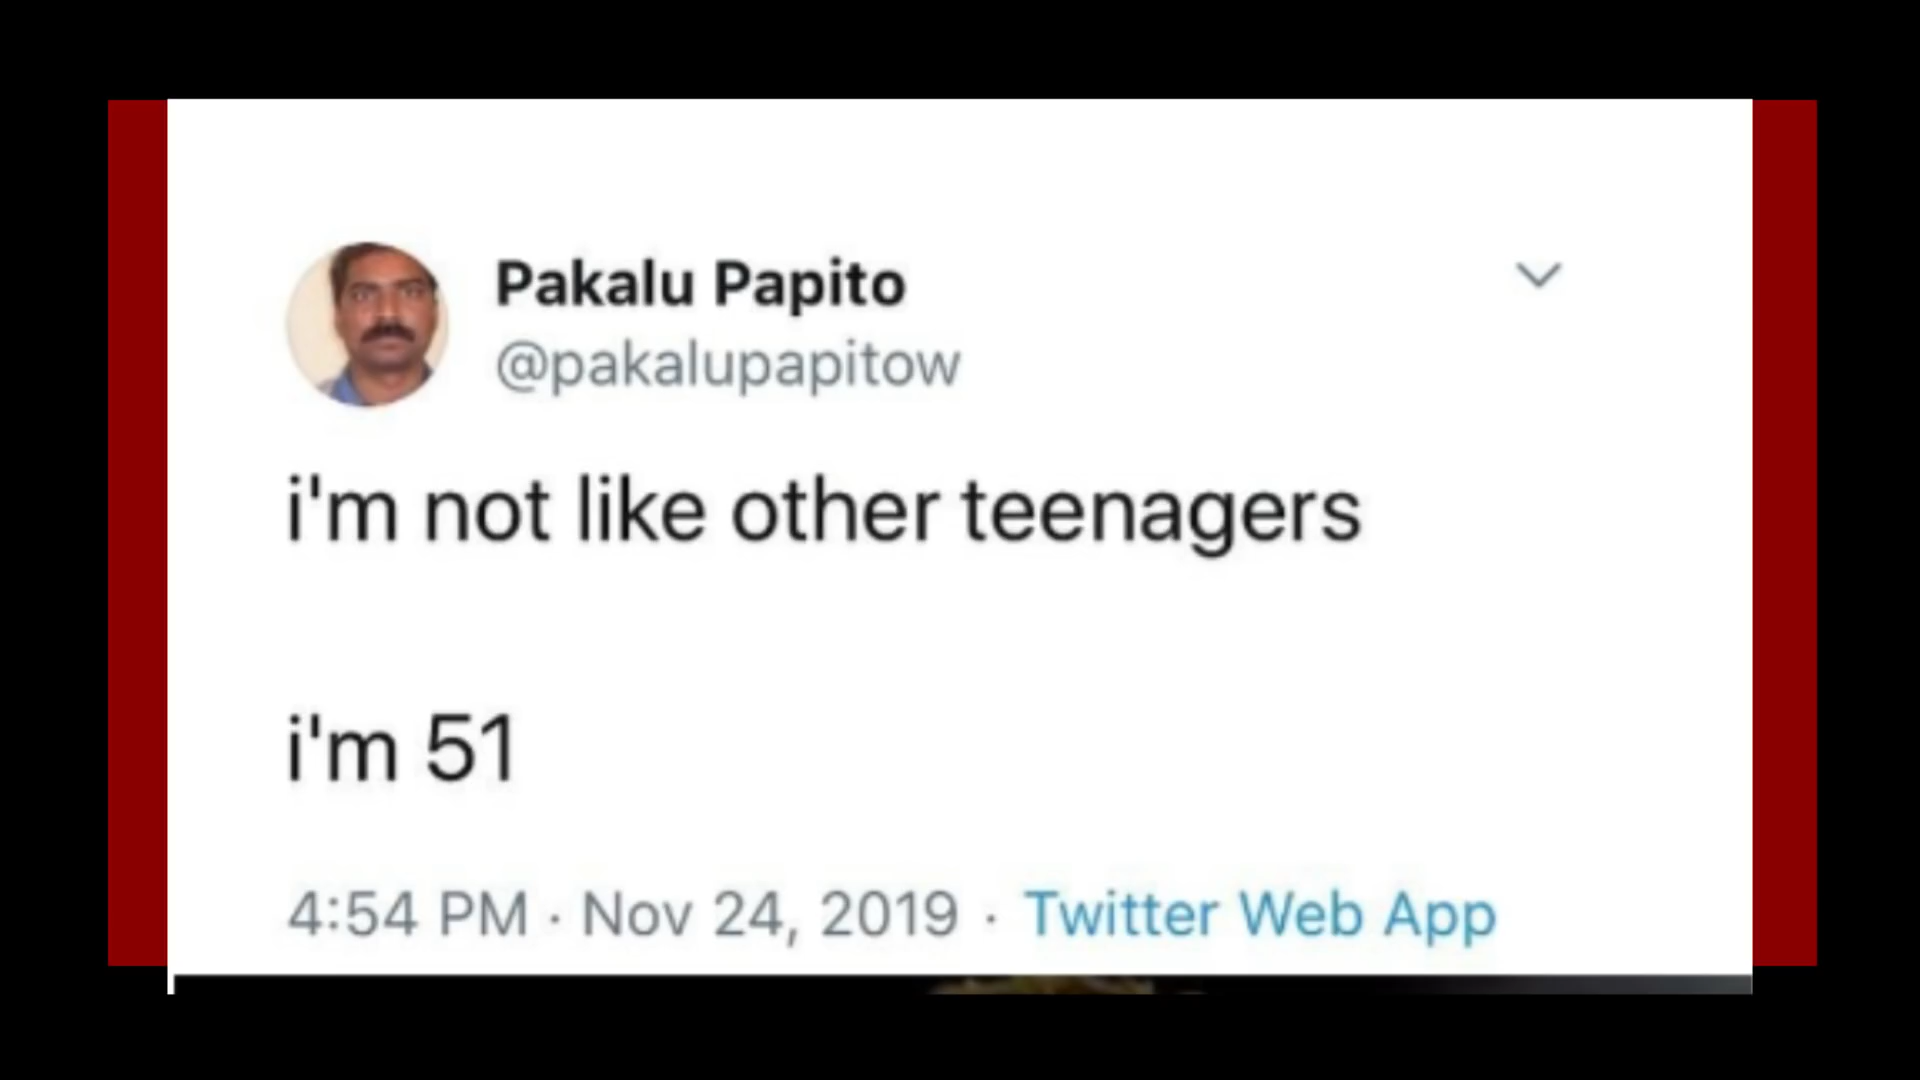 Pakalu Papito
@pakalupapitow
i'm not like other teenagers
i'm 51
4:54 PM · Nov 24, 2019 · Twitter Web App